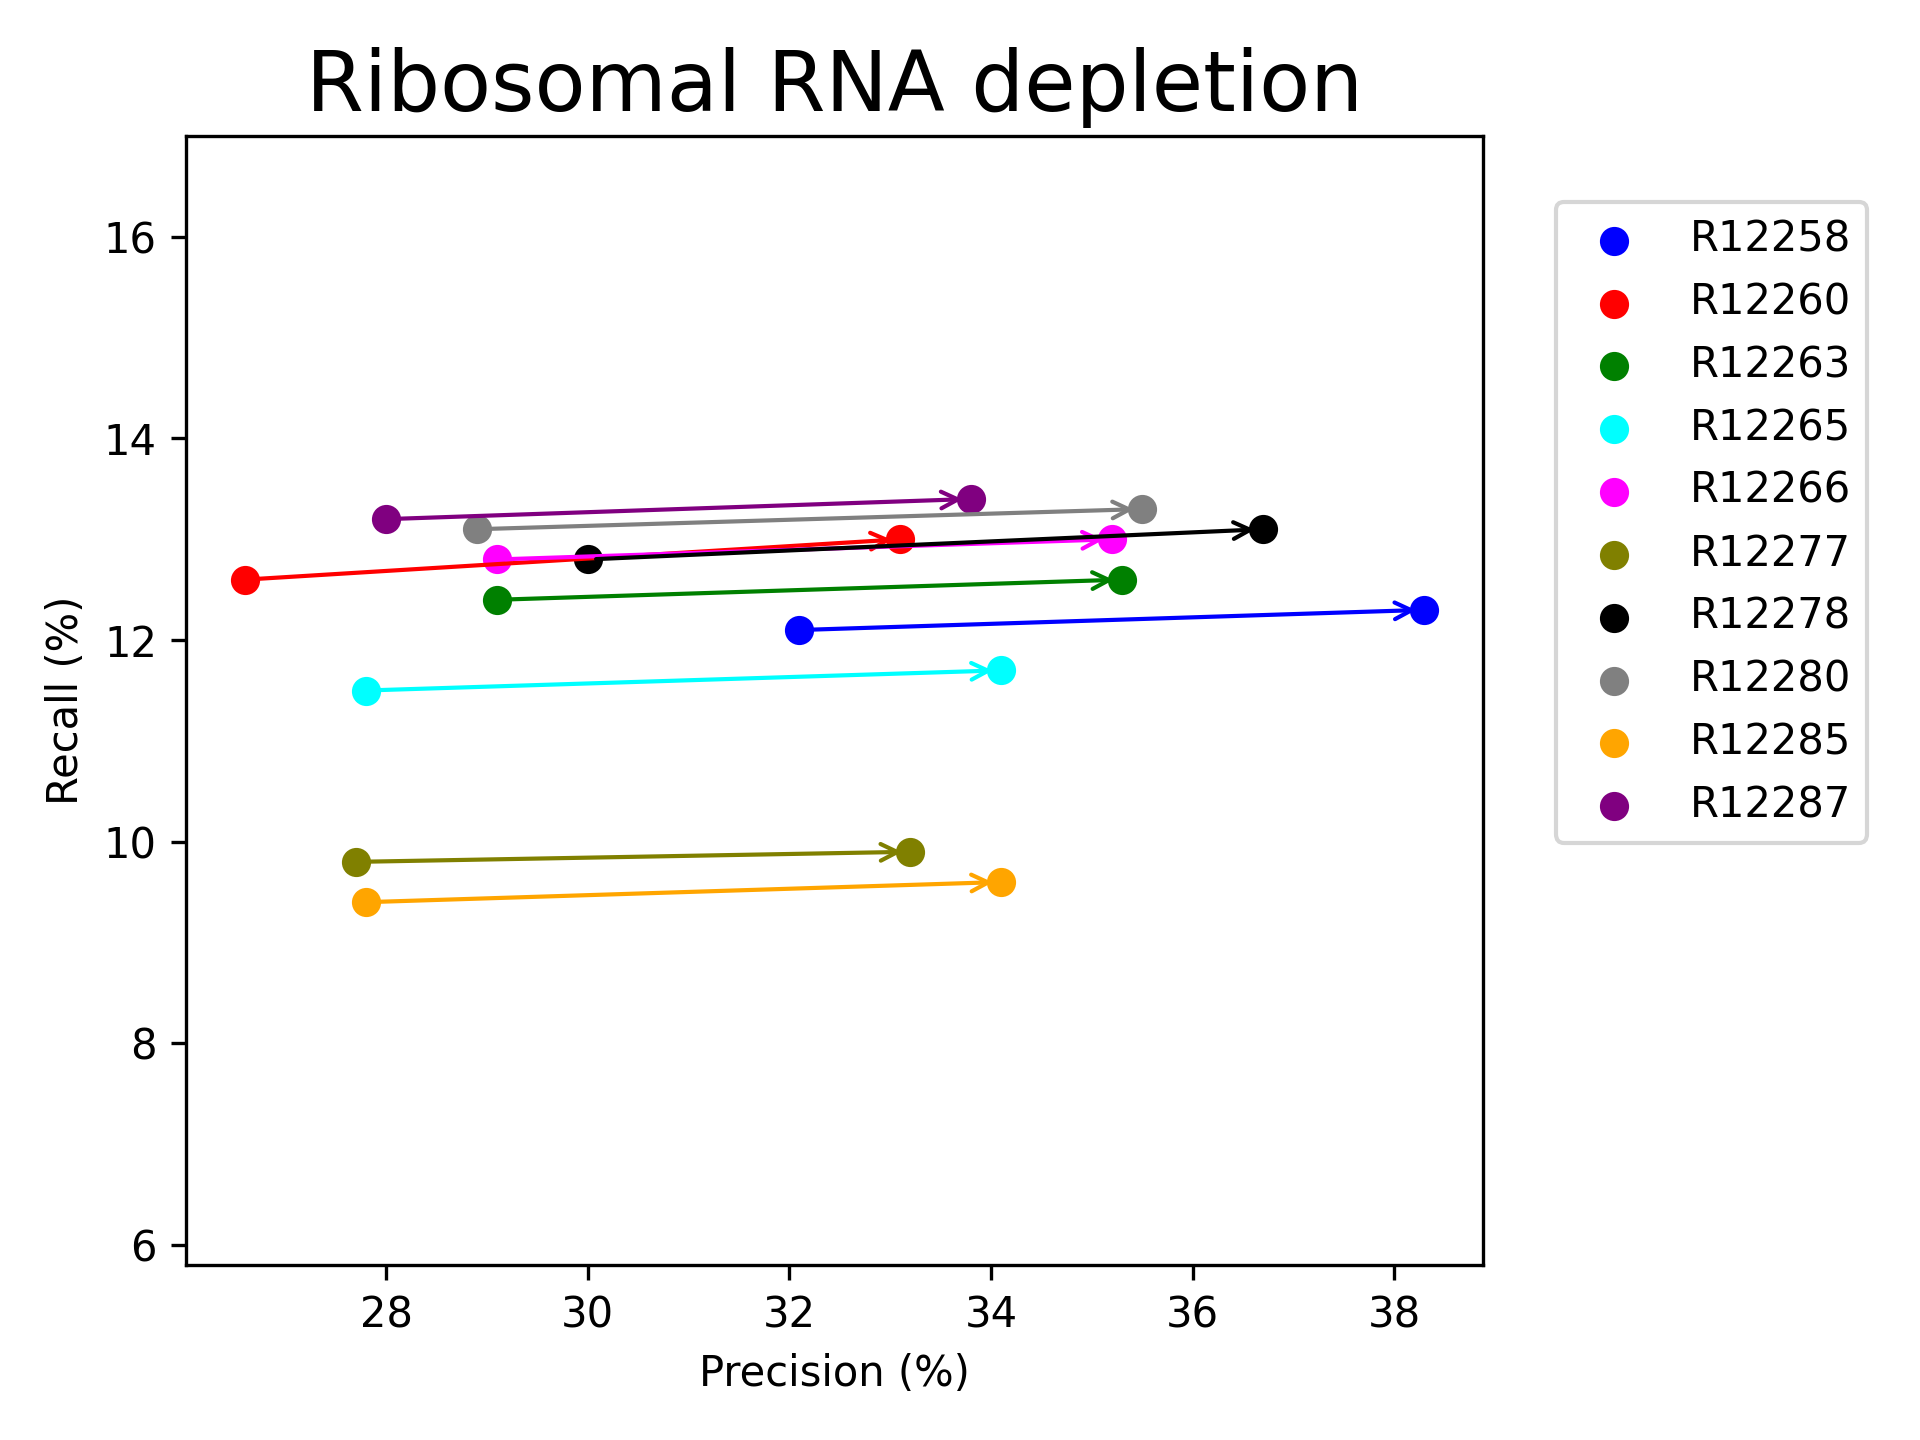 Ribosomal RNA depletion
Recall (%)
16
14
12
10
8
6
28 30 32 34 36 38
Precision (%)
R12258
R12260
R12263
R12265
R12266
R12277
R12278
R12280
R12285
R12287